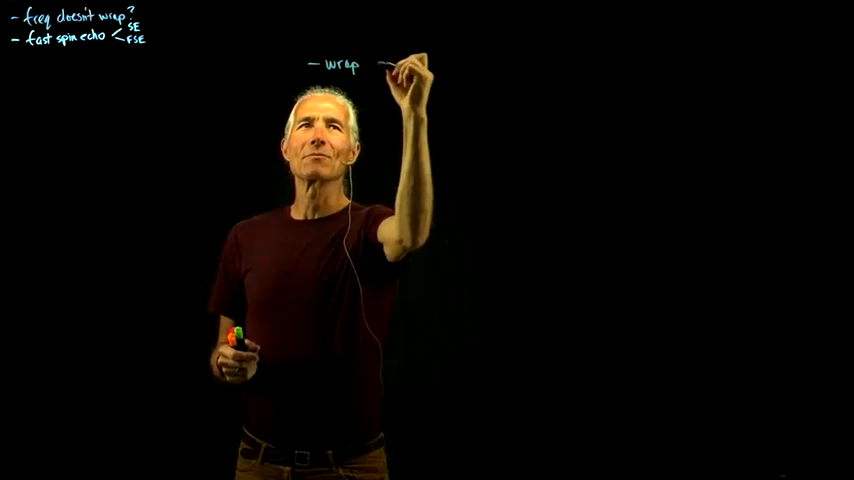 - freq doesn't wrap?
- fast spin echo < SE
FSE
- wrap -